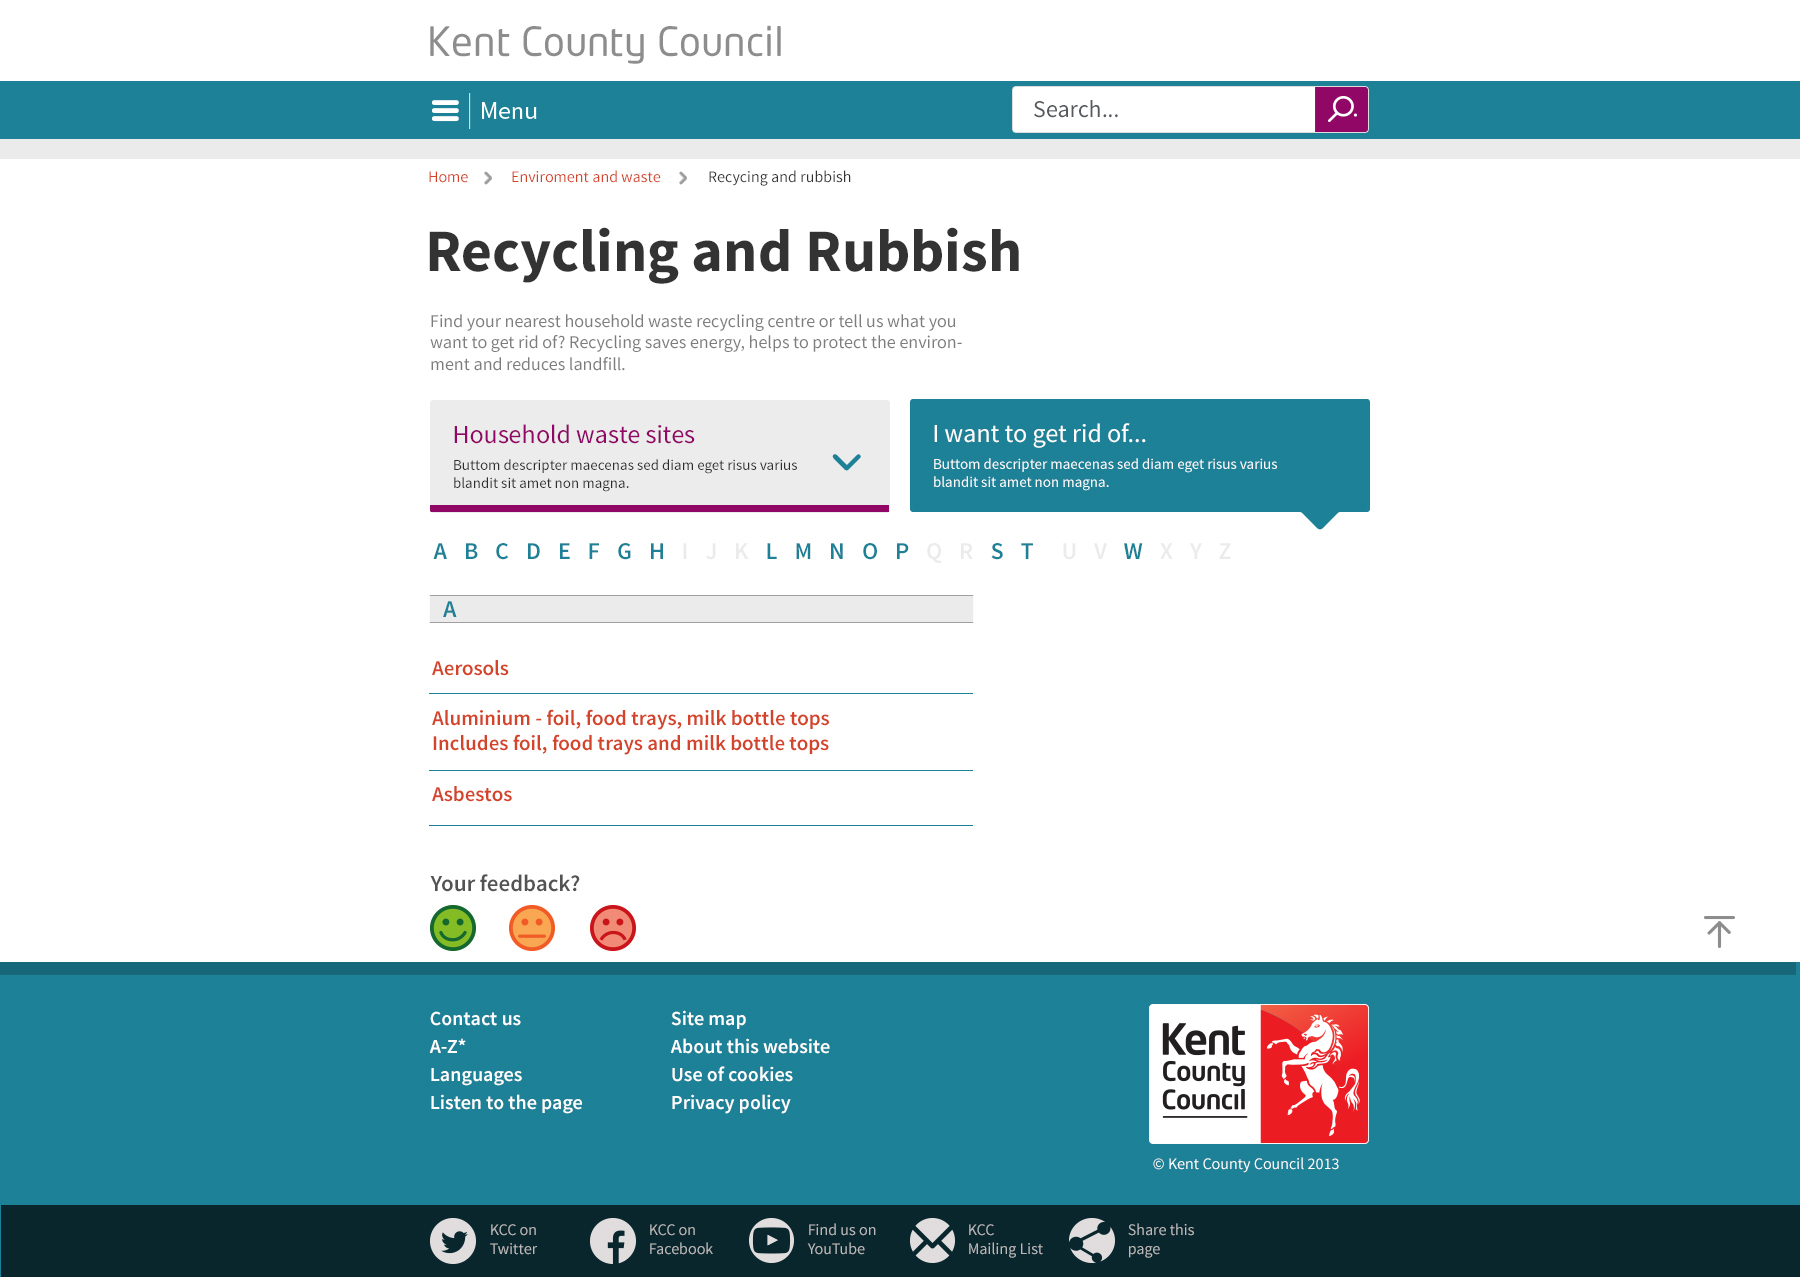 Kent County Council
Menu
Search...
Home
Enviroment and waste
Recycing and rubbish
Recycling and Rubbish
Find your nearest household waste recycling centre or tell us what you
want to get rid of? Recycling saves energy, helps to protect the environ-
ment and reduces landfill.
Household waste sites
Buttom descripter maecenas sed diam eget risus varius
blandit sit amet non magna.
I want to get rid of...
Buttom descripter maecenas sed diam eget risus varius
blandit sit amet non magna.
A B C D E F G H I J K L M N O P Q R S T U V W X Y Z
A
Aerosols
Aluminium - foil, food trays, milk bottle tops
Includes foil, food trays and milk bottle tops
Asbestos
Your feedback?
Contact us
A-Z*
Languages
Listen to the page
Site map
About this website
Use of cookies
Privacy policy
Kent
County
Council
© Kent County Council 2013
KCC on
Twitter
KCC on
Facebook
Find us on
YouTube
KCC
Mailing List
Share this
page